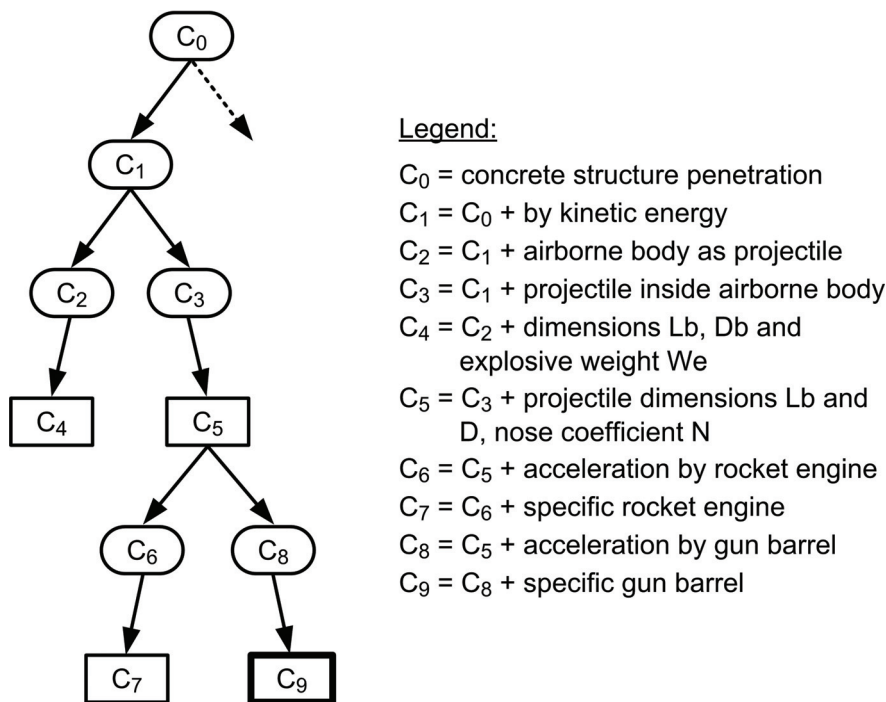 C₀
C₁
C₂
C₃
C₄
C₅
C₆
C₈
C₇
C₉
Legend:
C₀ = concrete structure penetration
C₁ = C₀ + by kinetic energy
C₂ = C₁ + airborne body as projectile
C₃ = C₁ + projectile inside airborne body
C₄ = C₂ + dimensions Lb, Db and
explosive weight We
C₅ = C₃ + projectile dimensions Lb and
D, nose coefficient N
C₆ = C₅ + acceleration by rocket engine
C₇ = C₆ + specific rocket engine
C₈ = C₅ + acceleration by gun barrel
C₉ = C₈ + specific gun barrel